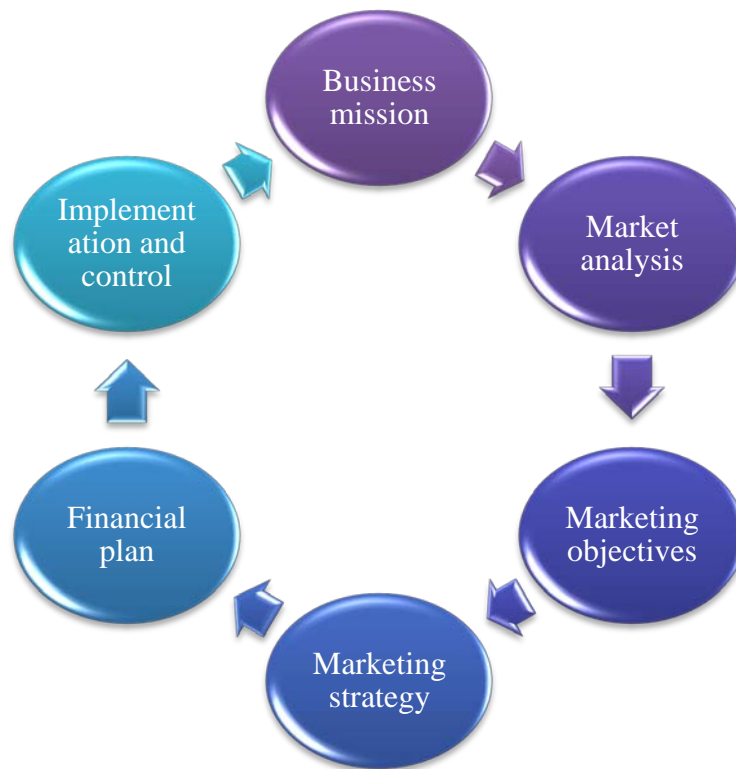 Business
mission
Market
analysis
Marketing
objectives
Marketing
strategy
Financial
plan
Implement
ation and
control